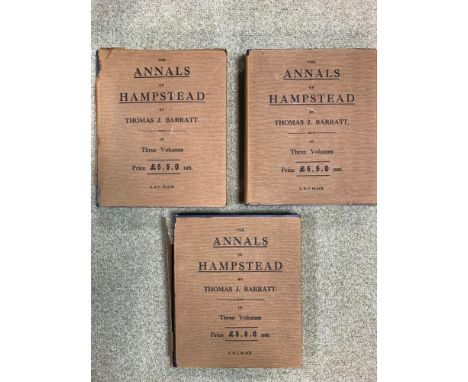 THE
ANNALS
OF
HAMPSTEAD
BY
THOMAS J. BARRATT.
IN
Three Volumes
Price £5.5.0 net.
A & C BLACK
THE
ANNALS
OF
HAMPSTEAD
BY
THOMAS J. BARRATT.
IN
Three Volumes
Price £5.5.0 net.
A & C BLACK
THE
ANNALS
OF
HAMPSTEAD
BY
THOMAS J. BARRATT.
IN
Three Volumes
Price £5.5.0 net.
A & C BLACK